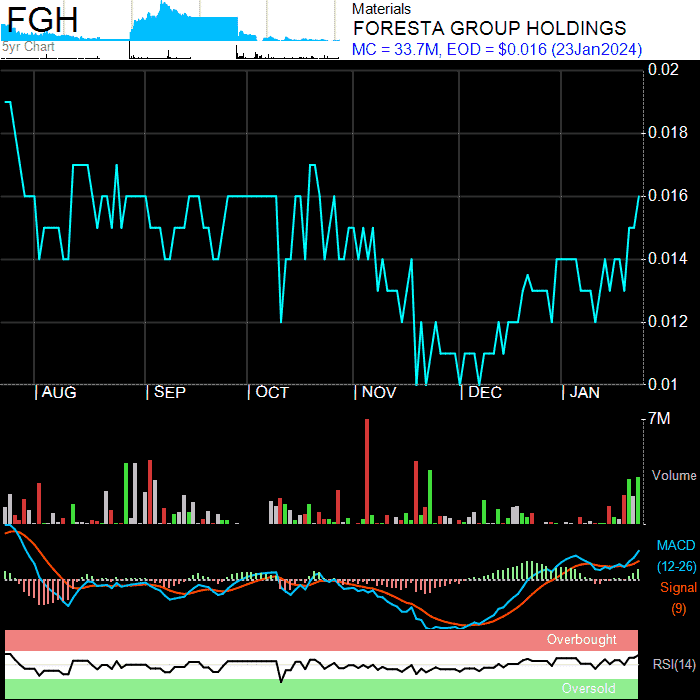 FGH
5yr Chart
Materials
FORESTA GROUP HOLDINGS
MC = 33.7M, EOD = $0.016 (23Jan2024)
0.02
0.018
0.016
0.014
0.012
0.01
AUG SEP OCT NOV DEC JAN
7M
Volume
MACD
(12-26)
Signal
(9)
Overbought
RSI(14)
Oversold